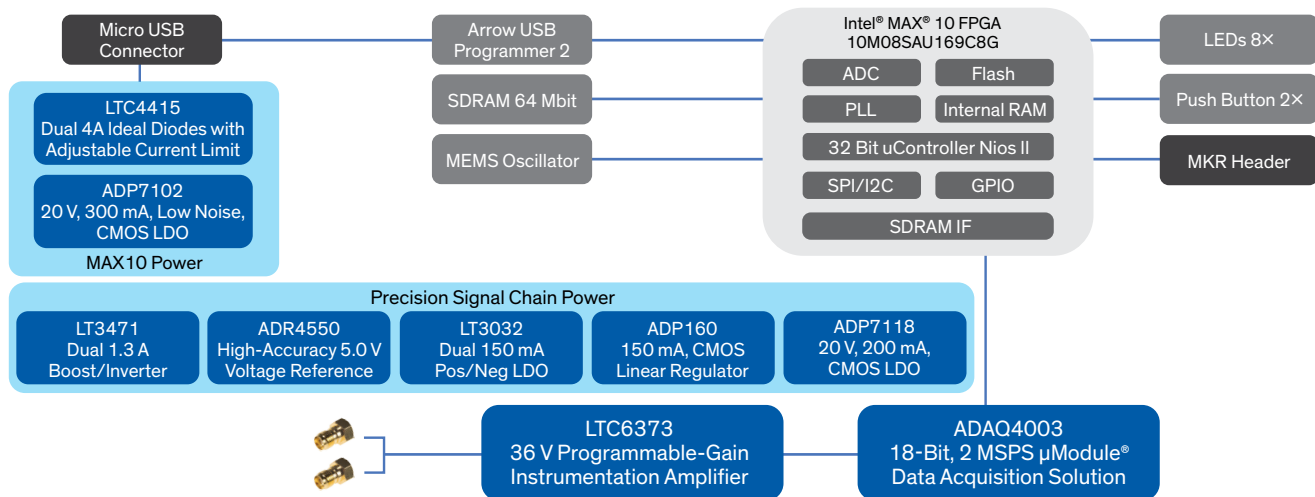 Micro USB
Connector
Arrow USB
Programmer 2
SDRAM 64 Mbit
MEMS Oscillator
Intel® MAX® 10 FPGA
10M08SAU169C8G
ADC
Flash
PLL
Internal RAM
32 Bit uController Nios II
SPI/I2C
GPIO
SDRAM IF
LEDs 8×
Push Button 2×
MKR Header
LTC4415
Dual 4A Ideal Diodes with
Adjustable Current Limit
ADP7102
20 V, 300 mA, Low Noise,
CMOS LDO
MAX10 Power
Precision Signal Chain Power
LT3471
Dual 1.3 A
Boost/Inverter
ADR4550
High-Accuracy 5.0 V
Voltage Reference
LT3032
Dual 150 mA
Pos/Neg LDO
ADP160
150 mA, CMOS
Linear Regulator
ADP7118
20 V, 200 mA,
CMOS LDO
LTC6373
36 V Programmable-Gain
Instrumentation Amplifier
ADAQ4003
18-Bit, 2 MSPS µModule®
Data Acquisition Solution